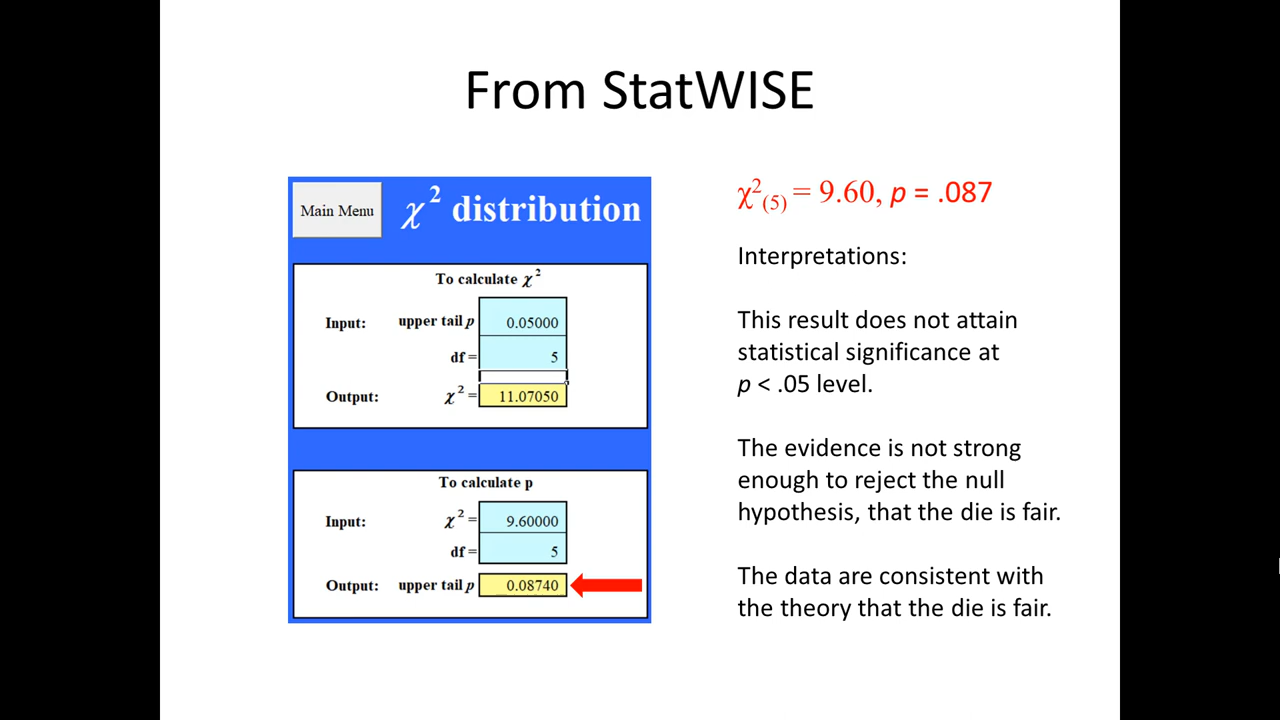 From StatWISE
Main Menu
χ² distribution
To calculate χ²
Input: upper tail p 0.05000
df = 5
Output: χ² = 11.07050
To calculate p
Input: χ² = 9.60000
df = 5
Output: upper tail p 0.08740
χ²₍₅₎ = 9.60, p = .087
Interpretations:
This result does not attain
statistical significance at
p < .05 level.
The evidence is not strong
enough to reject the null
hypothesis, that the die is fair.
The data are consistent with
the theory that the die is fair.